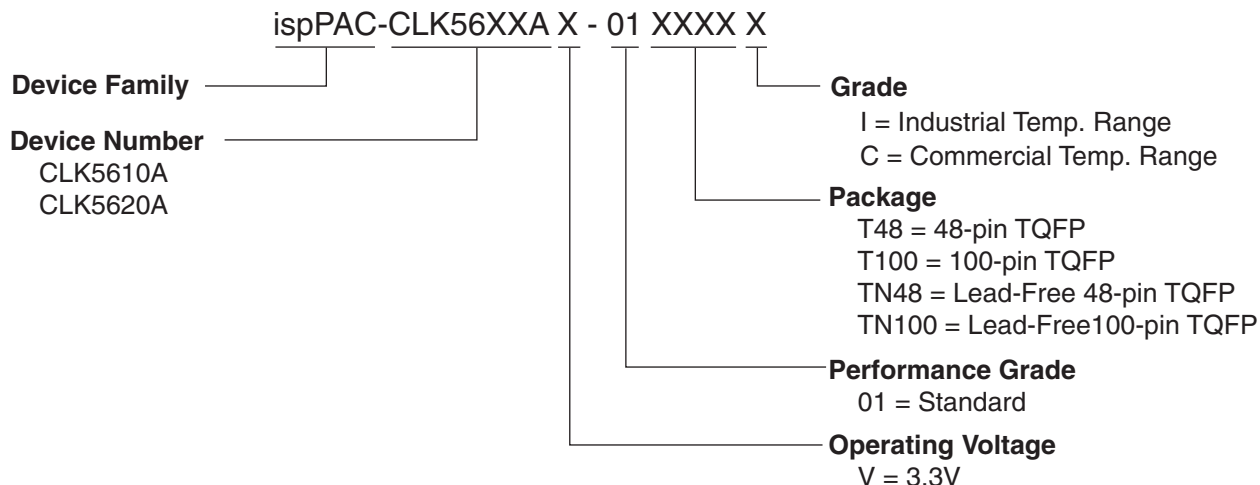 ispPAC-CLK56XXA X - 01 XXXX X
Device Family
Device Number
CLK5610A
CLK5620A
Grade
I = Industrial Temp. Range
C = Commercial Temp. Range
Package
T48 = 48-pin TQFP
T100 = 100-pin TQFP
TN48 = Lead-Free 48-pin TQFP
TN100 = Lead-Free100-pin TQFP
Performance Grade
01 = Standard
Operating Voltage
V = 3.3V